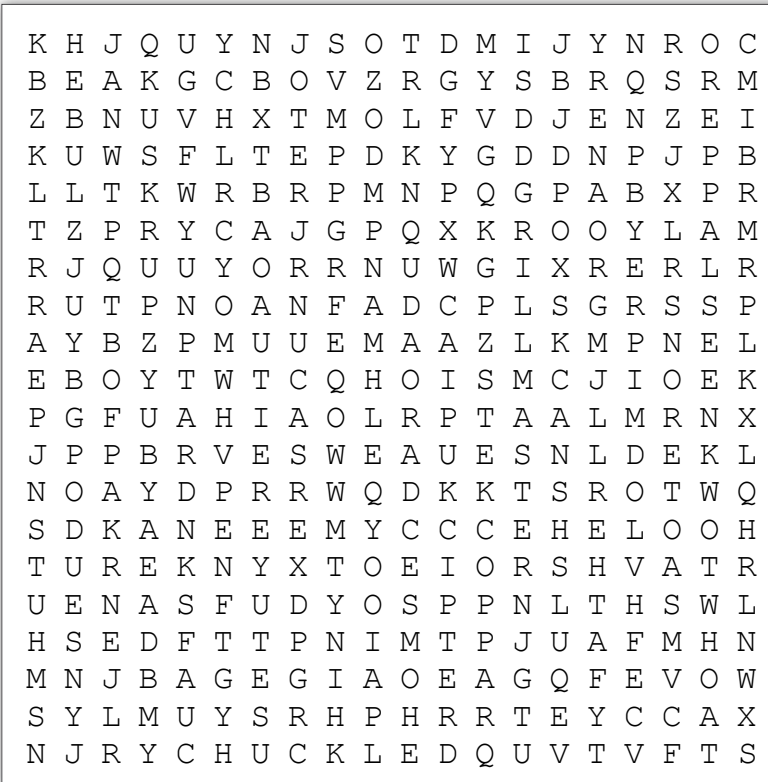 K H J Q U Y N J S O T D M I J Y N R O C
B E A K G C B O V Z R G Y S B R Q S R M
Z B N U V H X T M O L F V D J E N Z E I
K U W S F L T E P D K Y G D D N P J P B
L L T K W R B R P M N P Q G P A B X P R
T Z P R Y C A J G P Q X K R O O Y L A M
R J Q U U Y O R R N U W G I X R E R L R
R U T P N O A N F A D C P L S G R S S P
A Y B Z P M U U E M A A Z L K M P N E L
E B O Y T W T C Q H O I S M C J I O E K
P G F U A H I A O L R P T A A L M R N X
J P P B R V E S W E A U E S N L D E K L
N O A Y D P R R W Q D K K T S R O T W Q
S D K A N E E E M Y C C C E H E L O O H
T U R E K N Y X T O E I O R S H V A T R
U E N A S F U D Y O S P P N L T H S W L
H S E D F T T P N I M T P J U A F M H N
M N J B A G E G I A O E A G Q F E V O W
S Y L M U Y S R H P H R R T E Y C C A X
N J R Y C H U C K L E D Q U V T V F T S